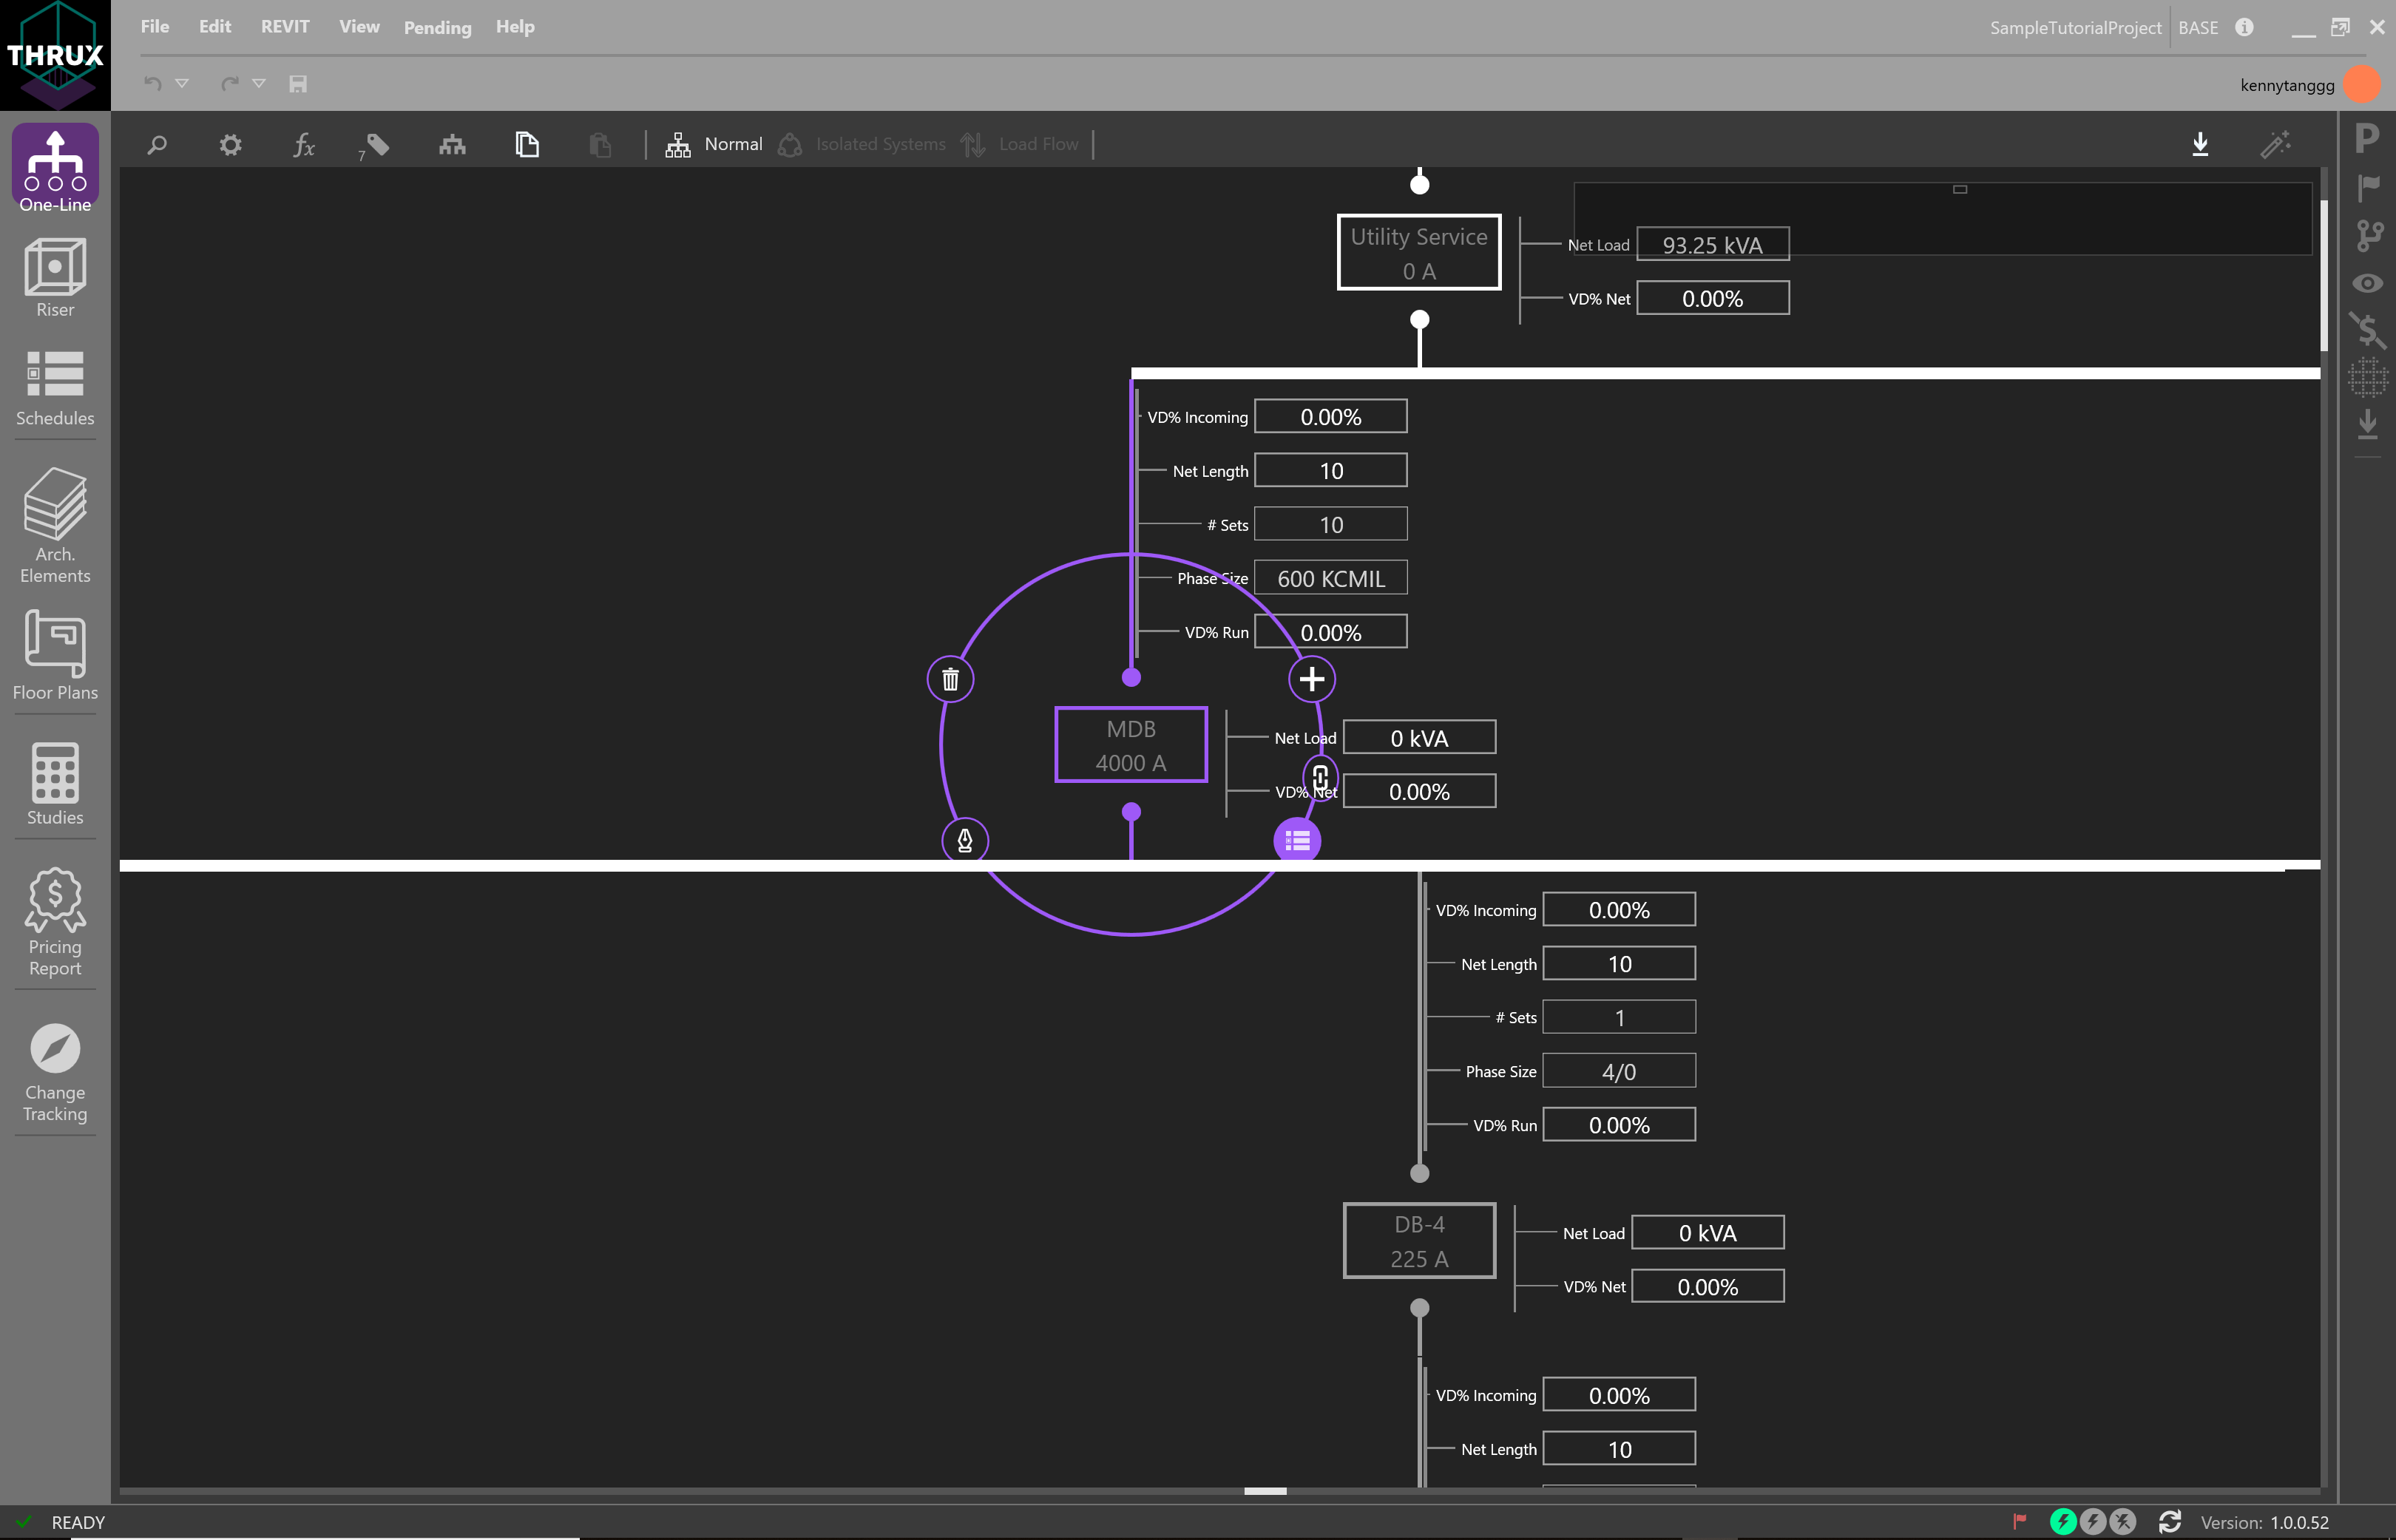 THRUX
File Edit REVIT View Pending Help
SampleTutorialProject BASE
kennytanggg
7 Normal Isolated Systems Load Flow
One-Line
Riser
Schedules
Arch.
Elements
Floor Plans
Studies
Pricing
Report
Change
Tracking
Utility Service
0 A
Net Load 93.25 kVA
VD% Net 0.00%
VD% Incoming 0.00%
Net Length 10
# Sets 10
Phase Size 600 KCMIL
VD% Run 0.00%
MDB
4000 A
Net Load 0 kVA
VD% Net 0.00%
VD% Incoming 0.00%
Net Length 10
# Sets 1
Phase Size 4/0
VD% Run 0.00%
DB-4
225 A
Net Load 0 kVA
VD% Net 0.00%
VD% Incoming 0.00%
Net Length 10
P
READY
Version: 1.0.0.52